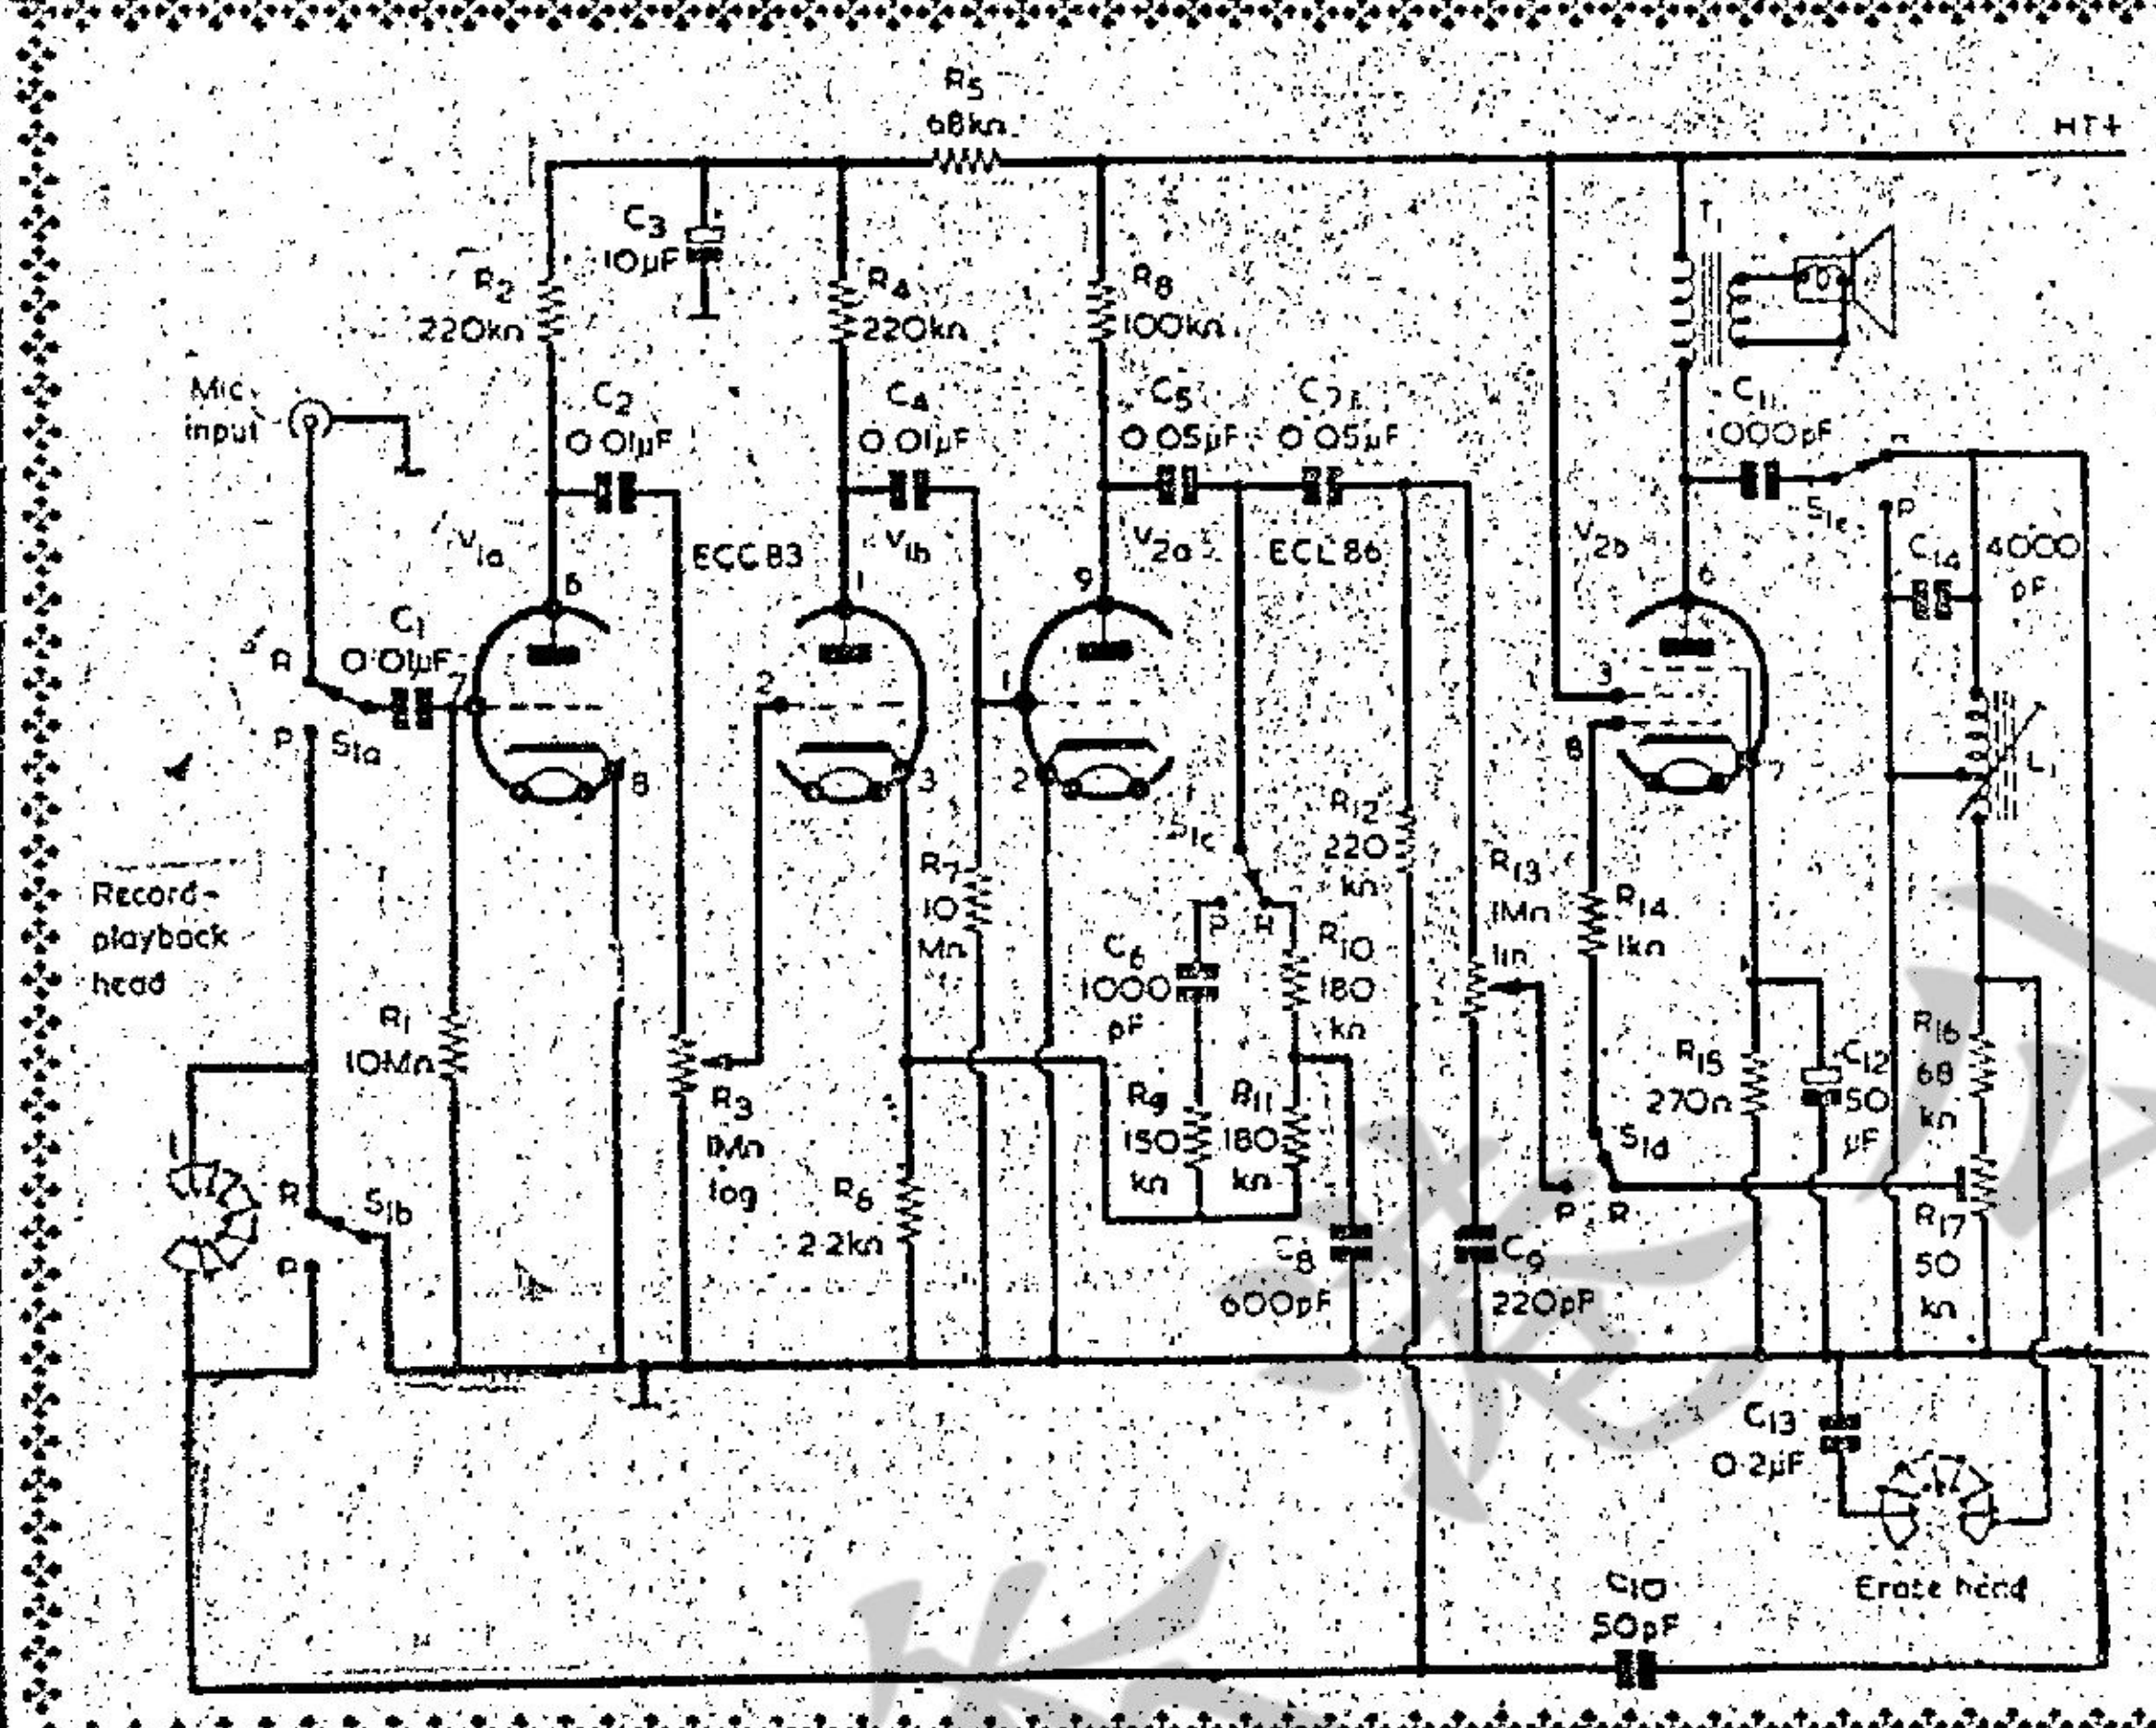 R5
68kΩ
HT+
C3
10µF
T1
R2
220kΩ
R4
220kΩ
R8
100kΩ
Mic
input
C2
0·01µF
C4
0·01µF
C5
0·05µF
0·05µF
C11
V1a
ECC83
V1b
V2a
ECL86
V2b
S1e
P
C14
4000
pF
6
1
9
6
C1
0·01µF
R
P
S1a
7
2
1
3
8
8
3
2
7
L1
S1c
R12
220
kΩ
Record-
playback
head
R7
10
MΩ
R13
1MΩ
lin
R14
1kΩ
P
R
C6
1000
pF
R10
180
kΩ
R1
10MΩ
R3
1MΩ
log
R9
150
kΩ
R11
180
kΩ
R15
270Ω
C12
50
µF
R16
68
kΩ
R
S1b
P
R6
2·2kΩ
S1d
P
R
R17
50
kΩ
C8
600pF
C9
220pF
C13
0·2µF
Erase head
C10
50pF